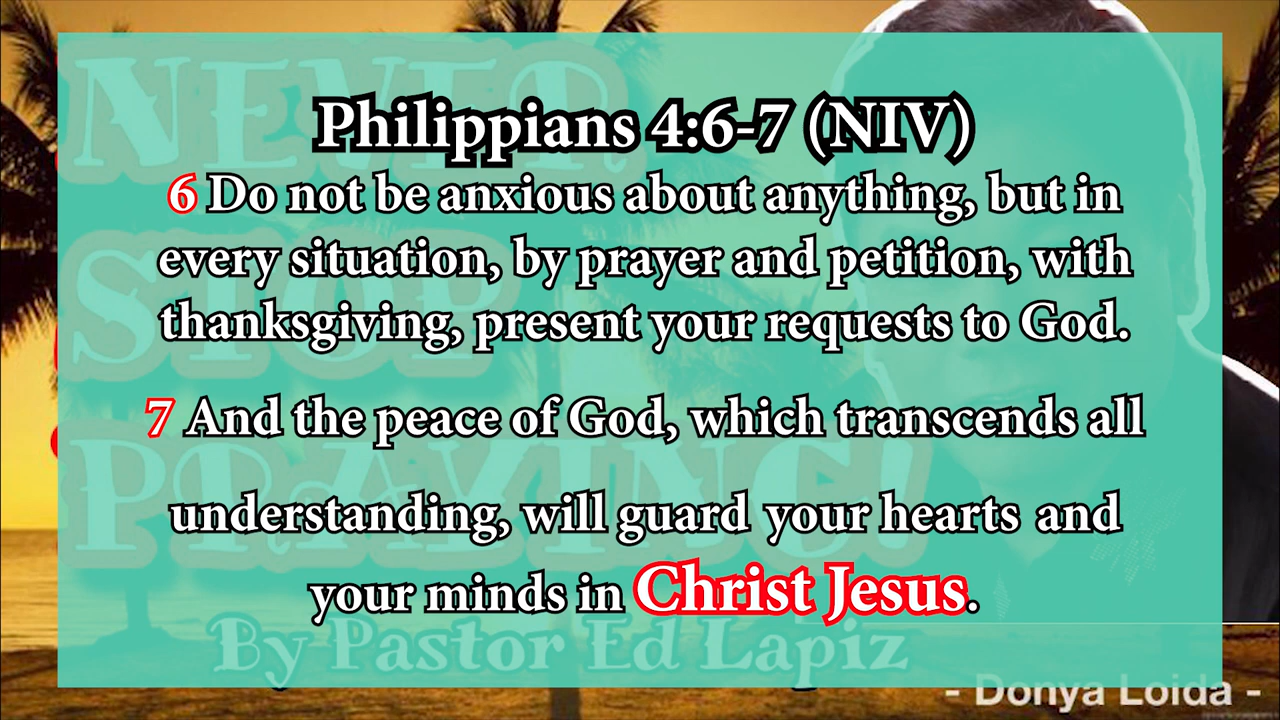 Philippians 4:6-7 (NIV)
6 Do not be anxious about anything, but in
every situation, by prayer and petition, with
thanksgiving, present your requests to God.
7 And the peace of God, which transcends all
understanding, will guard your hearts and
your minds in Christ Jesus.
NEVER
STOP
PRAYING!
By Pastor Ed Lapiz
- Donya Loida -